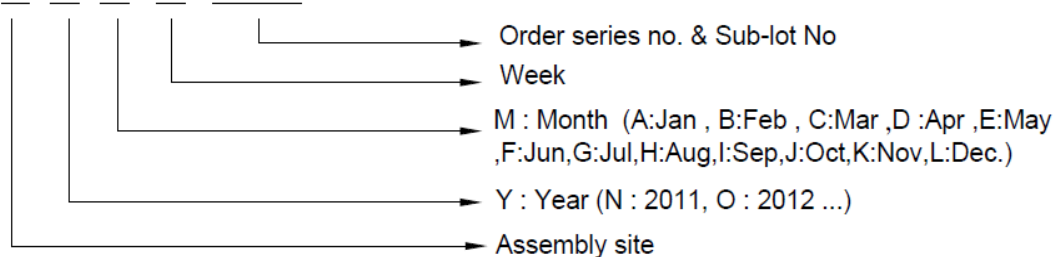 Order series no. & Sub-lot No
Week
M : Month (A:Jan , B:Feb , C:Mar ,D :Apr ,E:May
,F:Jun,G:Jul,H:Aug,I:Sep,J:Oct,K:Nov,L:Dec.)
Y : Year (N : 2011, O : 2012 ...)
Assembly site